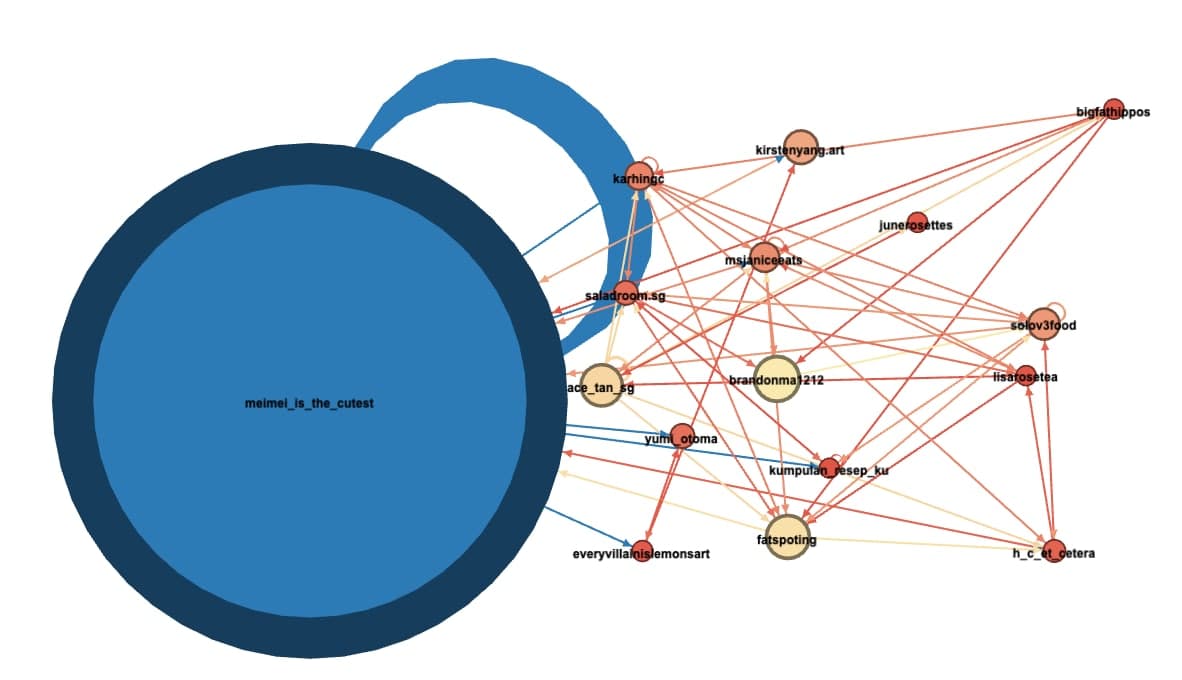 bigfathippos
kirstenyang.art
karhingc
junerosettes
msjaniceeats
saladroom.sg
solov3food
lisarosetea
brandonma1212
ace_tan_sg
meimei_is_the_cutest
yumi_otoma
kumpulan_resep_ku
fatspoting
everyvillainislemonsart
h_c_et_cetera